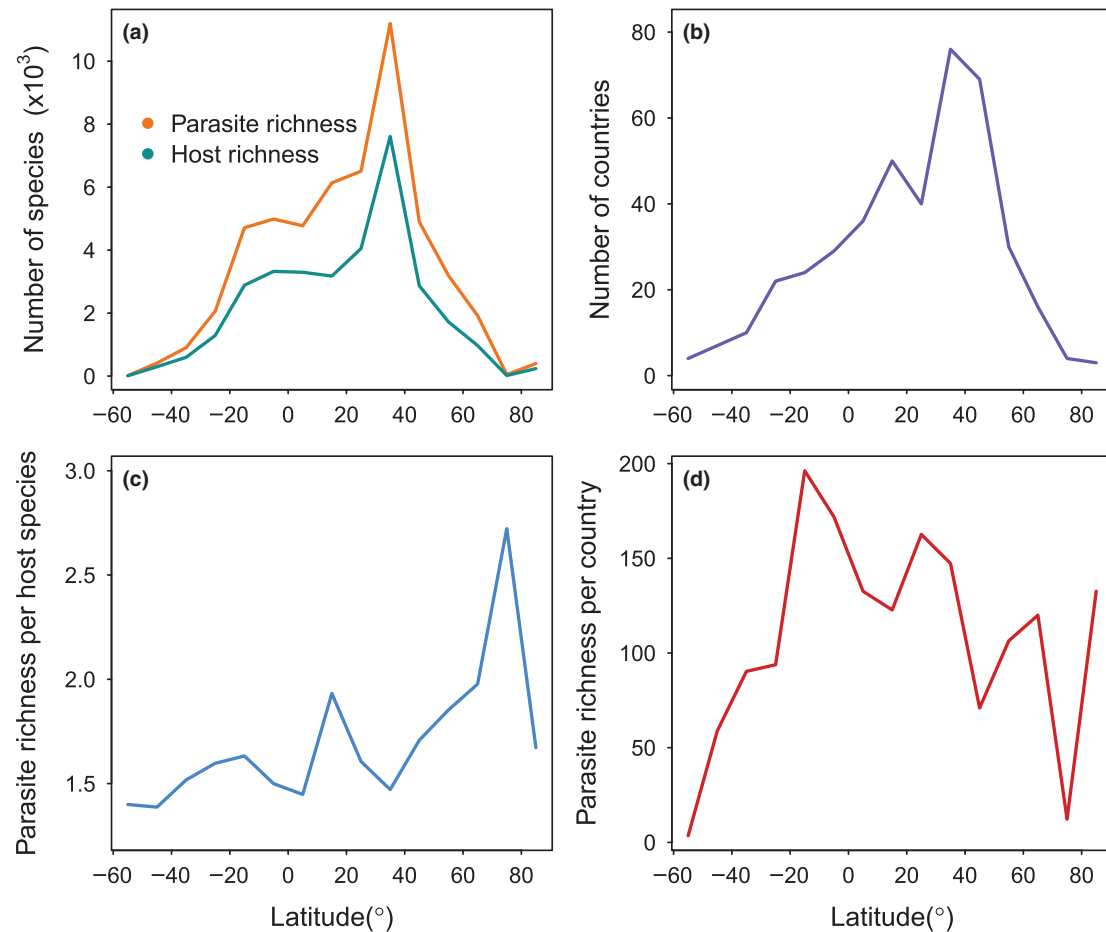 (a)
Number of species (x10³)
10
8
6
4
2
0
Parasite richness
Host richness
−60 −40 −20 0 20 40 60 80
(b)
Number of countries
80
60
40
20
0
−60 −40 −20 0 20 40 60 80
(c)
Parasite richness per host species
3.0
2.5
2.0
1.5
−60 −40 −20 0 20 40 60 80
Latitude(°)
(d)
Parasite richness per country
200
150
100
50
0
−60 −40 −20 0 20 40 60 80
Latitude(°)